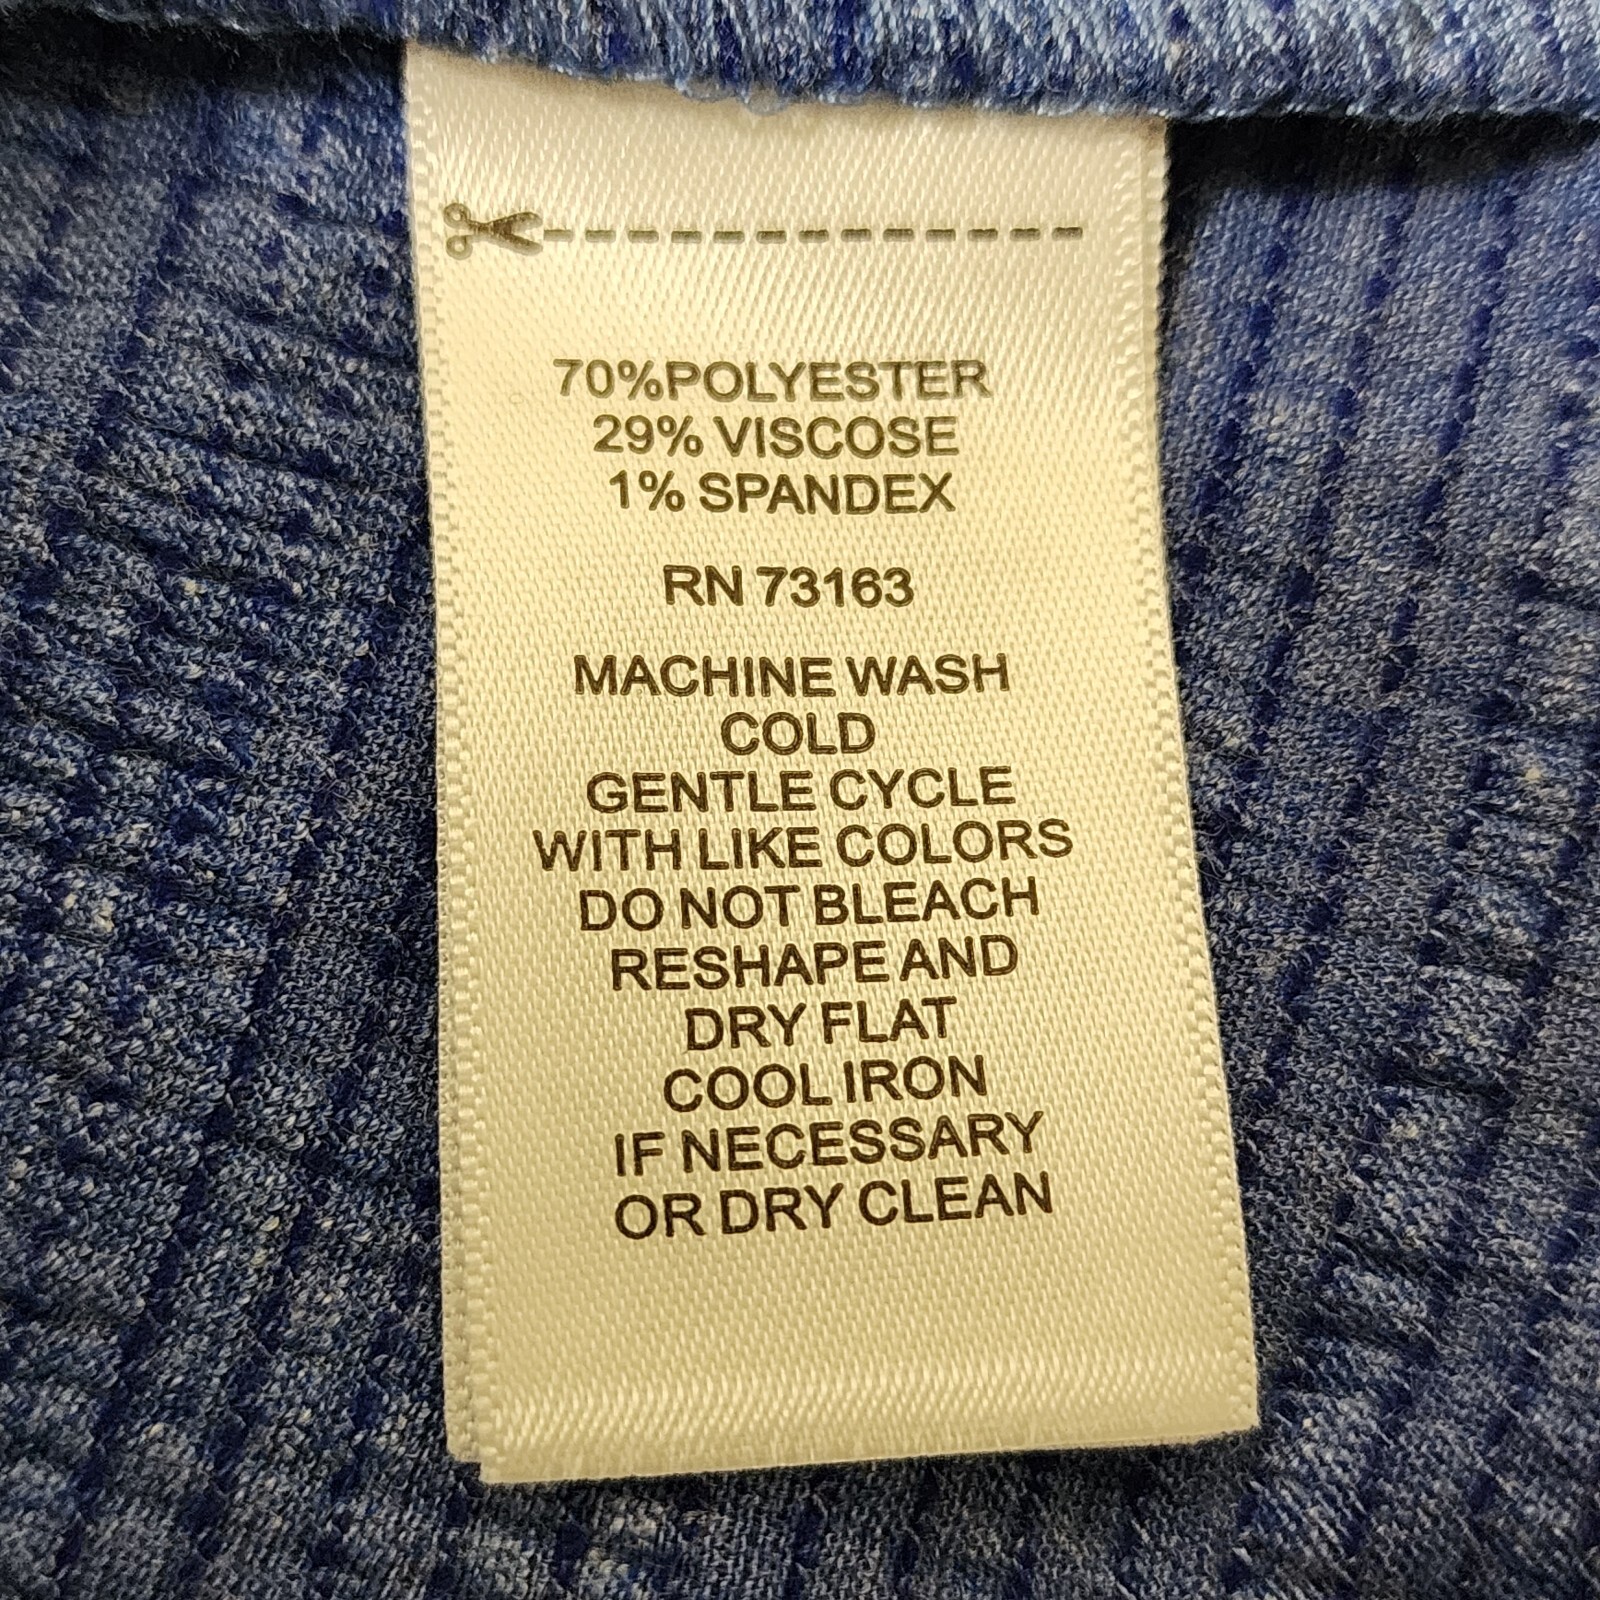 70%POLYESTER
29% VISCOSE
1% SPANDEX
RN 73163
MACHINE WASH
COLD
GENTLE CYCLE
WITH LIKE COLORS
DO NOT BLEACH
RESHAPE AND
DRY FLAT
COOL IRON
IF NECESSARY
OR DRY CLEAN